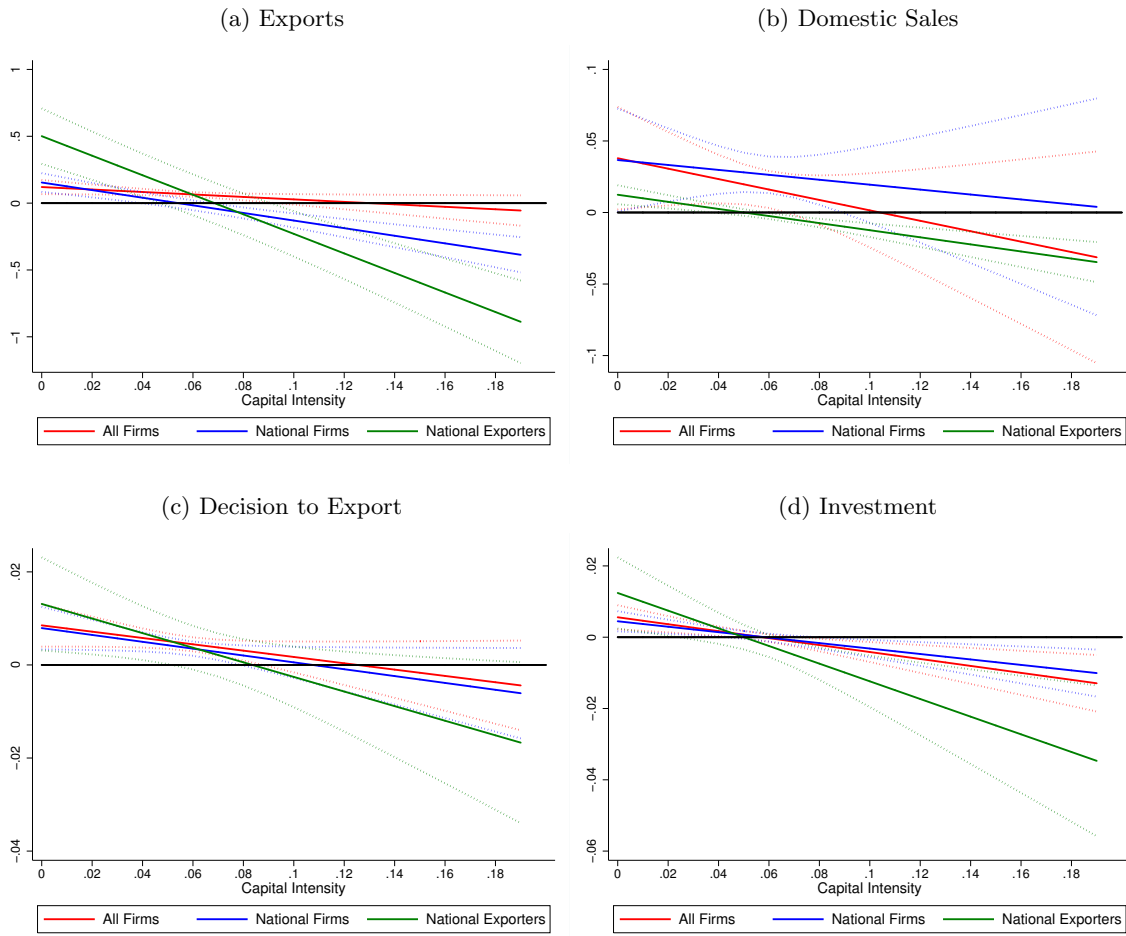 (a) Exports
1
.5
0
-.5
-1
0 .02 .04 .06 .08 .1 .12 .14 .16 .18
Capital Intensity
All Firms National Firms National Exporters
(b) Domestic Sales
.1
.05
0
-.05
-.1
0 .02 .04 .06 .08 .1 .12 .14 .16 .18
Capital Intensity
All Firms National Firms National Exporters
(c) Decision to Export
.02
0
-.02
-.04
0 .02 .04 .06 .08 .1 .12 .14 .16 .18
Capital Intensity
All Firms National Firms National Exporters
(d) Investment
.02
0
-.02
-.04
-.06
0 .02 .04 .06 .08 .1 .12 .14 .16 .18
Capital Intensity
All Firms National Firms National Exporters